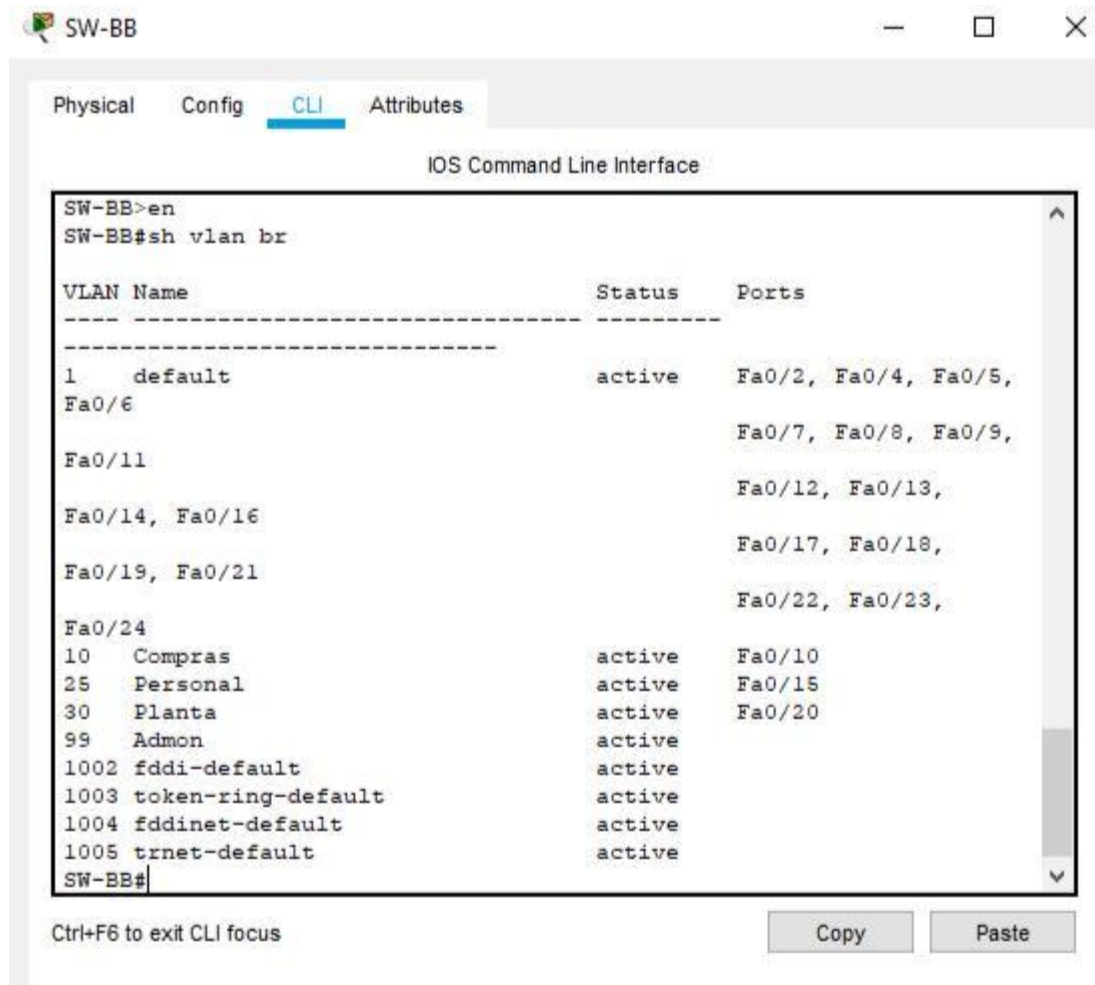 SW-BB
Physical Config CLI Attributes
IOS Command Line Interface
SW-BB>en
SW-BB#sh vlan br
VLAN Name Status Ports
---- -------------------------------- ---------
-------------------------------
1 default active Fa0/2, Fa0/4, Fa0/5,
Fa0/6
Fa0/7, Fa0/8, Fa0/9,
Fa0/11
Fa0/12, Fa0/13,
Fa0/14, Fa0/16
Fa0/17, Fa0/18,
Fa0/19, Fa0/21
Fa0/22, Fa0/23,
Fa0/24
10 Compras active Fa0/10
25 Personal active Fa0/15
30 Planta active Fa0/20
99 Admon active
1002 fddi-default active
1003 token-ring-default active
1004 fddinet-default active
1005 trnet-default active
SW-BB#
Ctrl+F6 to exit CLI focus Copy Paste